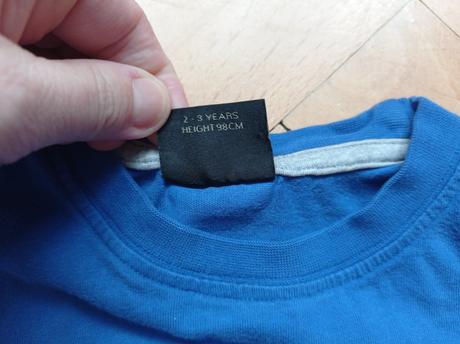 2 - 3 YEARS
HEIGHT 98CM